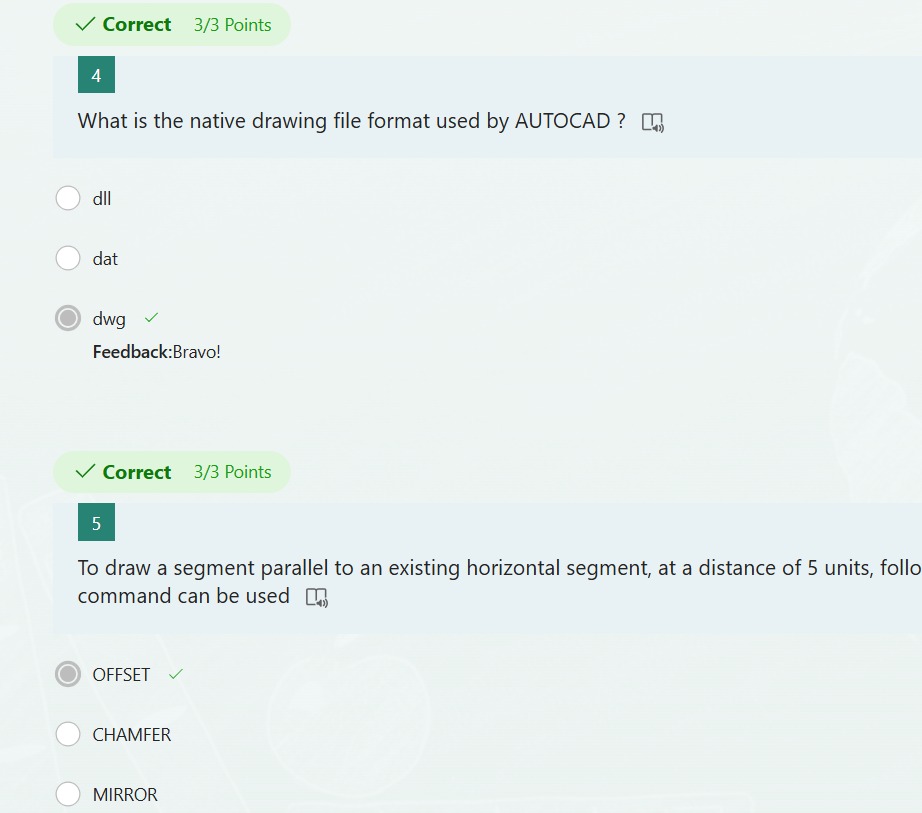 Correct 3/3 Points
4
What is the native drawing file format used by AUTOCAD ?
dll
dat
dwg
Feedback:Bravo!
Correct 3/3 Points
5
To draw a segment parallel to an existing horizontal segment, at a distance of 5 units, follo
command can be used
OFFSET
CHAMFER
MIRROR